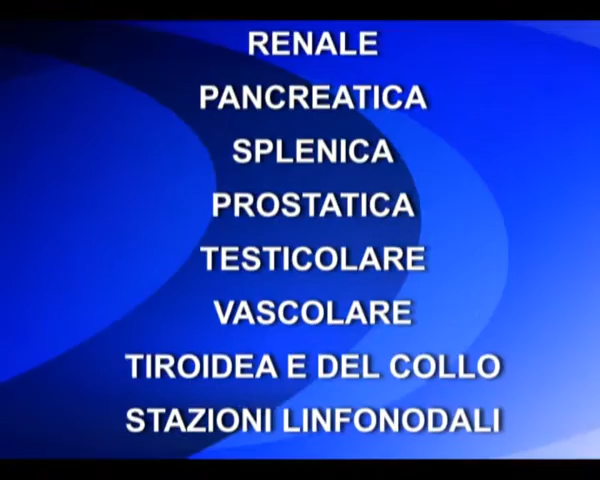 RENALE
PANCREATICA
SPLENICA
PROSTATICA
TESTICOLARE
VASCOLARE
TIROIDEA E DEL COLLO
STAZIONI LINFONODALI